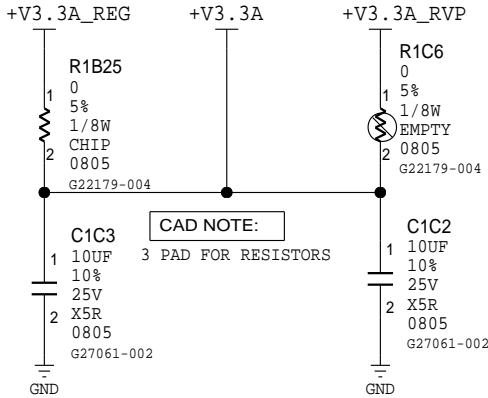 +V3.3A_REG
+V3.3A
+V3.3A_RVP
R1B25
0
5%
1/8W
CHIP
0805
G22179-004
1
2
R1C6
0
5%
1/8W
EMPTY
0805
G22179-004
1
2
CAD NOTE:
3 PAD FOR RESISTORS
C1C3
10UF
10%
25V
X5R
0805
G27061-002
1
2
GND
C1C2
10UF
10%
25V
X5R
0805
G27061-002
1
2
GND